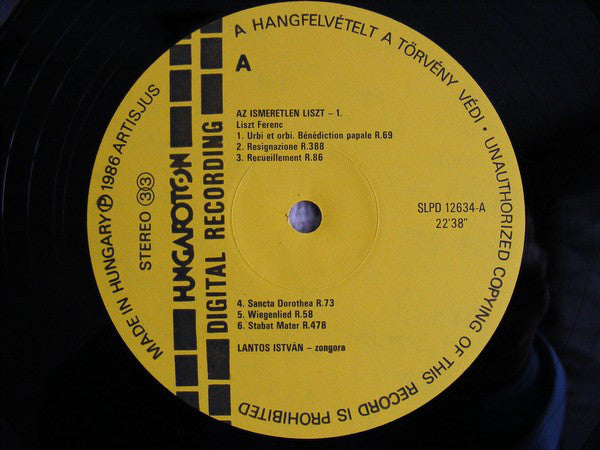 A HANGFELVÉTELT A TÖRVÉNY VÉDI • UNAUTHORIZED COPYING OF THIS RECORD IS PROHIBITED
MADE IN HUNGARY Ⓟ 1986 ARTISJUS
STEREO 33
HUNGAROTON
DIGITAL RECORDING
A
AZ ISMERETLEN LISZT – 1.
Liszt Ferenc
1. Urbi et orbi. Bénédiction papale R.69
2. Resignazione R.388
3. Recueillement R.86
SLPD 12634-A
22'38"
4. Sancta Dorothea R.73
5. Wiegenlied R.58
6. Stabat Mater R.478
LANTOS ISTVÁN – zongora